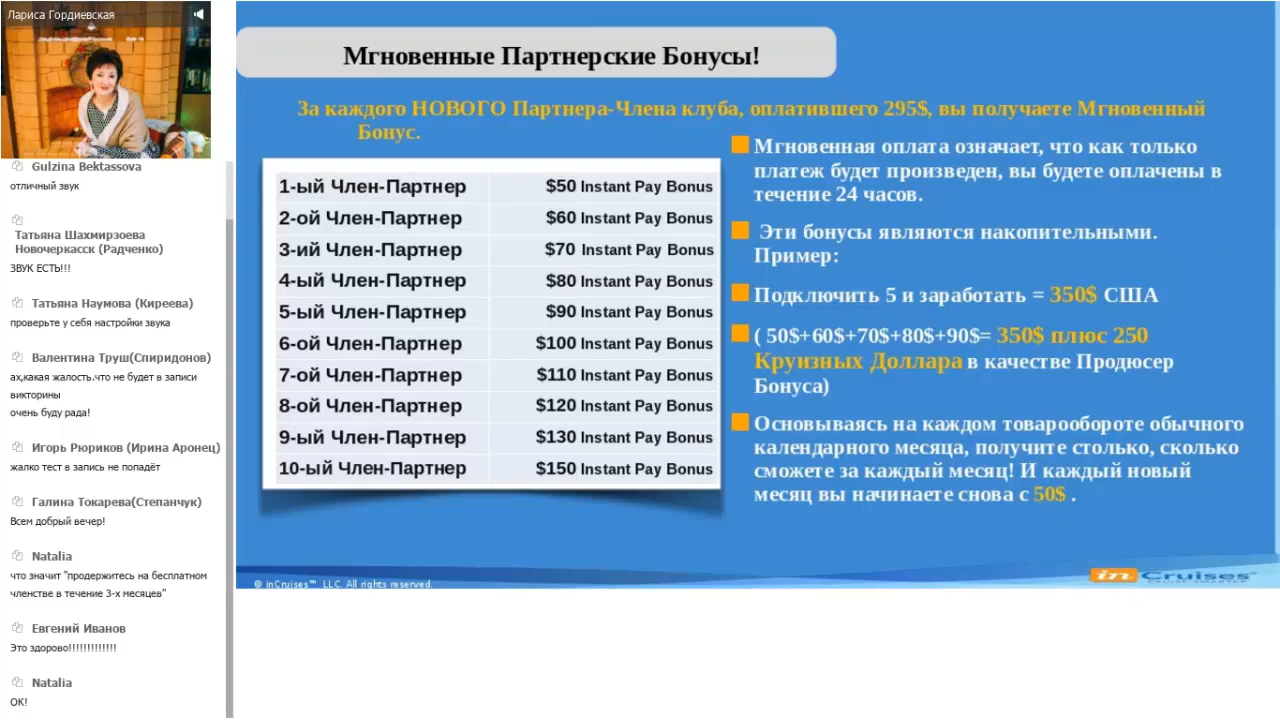 Лариса Гордиевская
Gulzina Bektassova
отличный звук
Татьяна Шахмирзоева
Новочеркасск (Радченко)
ЗВУК ЕСТЬ!!!
Татьяна Наумова (Киреева)
проверьте у себя настройки звука
Валентина Труш(Спиридонов)
ах,какая жалость.что не будет в записи
викторины
очень буду рада!
Игорь Рюриков (Ирина Аронец)
жалко тест в запись не попадёт
Галина Токарева(Степанчук)
Всем добрый вечер!
Natalia
что значит "продержитесь на бесплатном
членстве в течение 3-х месяцев"
Евгений Иванов
Это здорово!!!!!!!!!!!!!
Natalia
ОК!
Мгновенные Партнерские Бонусы!
За каждого НОВОГО Партнера-Члена клуба, оплатившего 295$, вы получаете Мгновенный
Бонус.
1-ый Член-Партнер $50 Instant Pay Bonus
2-ой Член-Партнер $60 Instant Pay Bonus
3-ий Член-Партнер $70 Instant Pay Bonus
4-ый Член-Партнер $80 Instant Pay Bonus
5-ый Член-Партнер $90 Instant Pay Bonus
6-ой Член-Партнер $100 Instant Pay Bonus
7-ой Член-Партнер $110 Instant Pay Bonus
8-ой Член-Партнер $120 Instant Pay Bonus
9-ый Член-Партнер $130 Instant Pay Bonus
10-ый Член-Партнер $150 Instant Pay Bonus
Мгновенная оплата означает, что как только
платеж будет произведен, вы будете оплачены в
течение 24 часов.
Эти бонусы являются накопительными.
Пример:
Подключить 5 и заработать = 350$ США
( 50$+60$+70$+80$+90$= 350$ плюс 250
Круизных Доллара в качестве Продюсер
Бонуса)
Основываясь на каждом товарообороте обычного
календарного месяца, получите столько, сколько
сможете за каждый месяц! И каждый новый
месяц вы начинаете снова с 50$ .
© inCruises™ LLC. All rights reserved.
inCruises